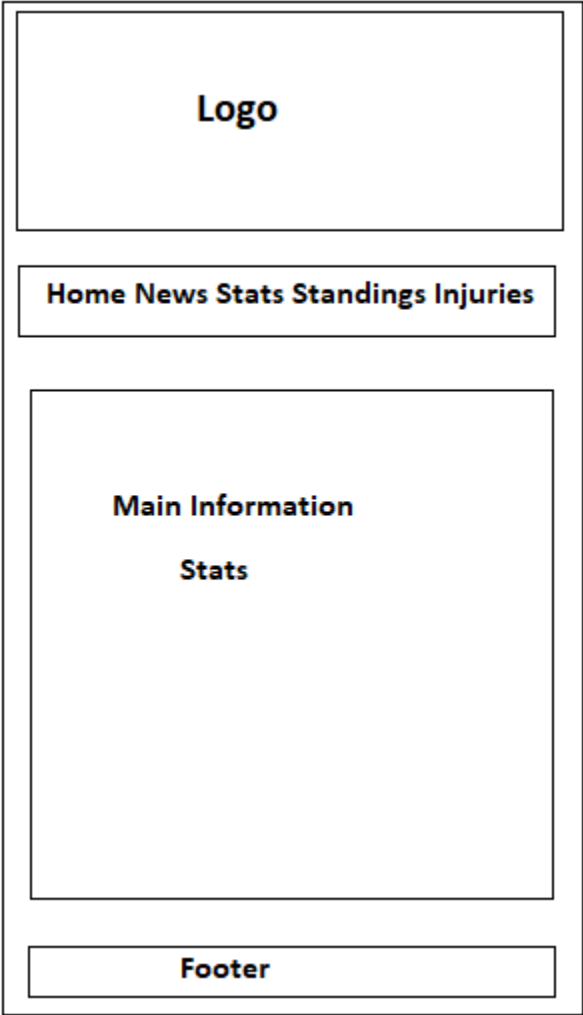 Logo
Home News Stats Standings Injuries
Main Information
Stats
Footer